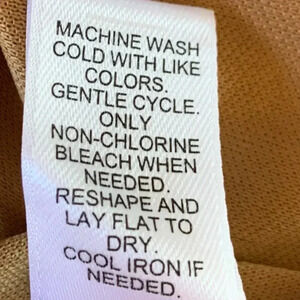 MACHINE WASH
COLD WITH LIKE
COLORS.
GENTLE CYCLE.
ONLY
NON-CHLORINE
BLEACH WHEN
NEEDED.
RESHAPE AND
LAY FLAT TO
DRY.
COOL IRON IF
NEEDED.